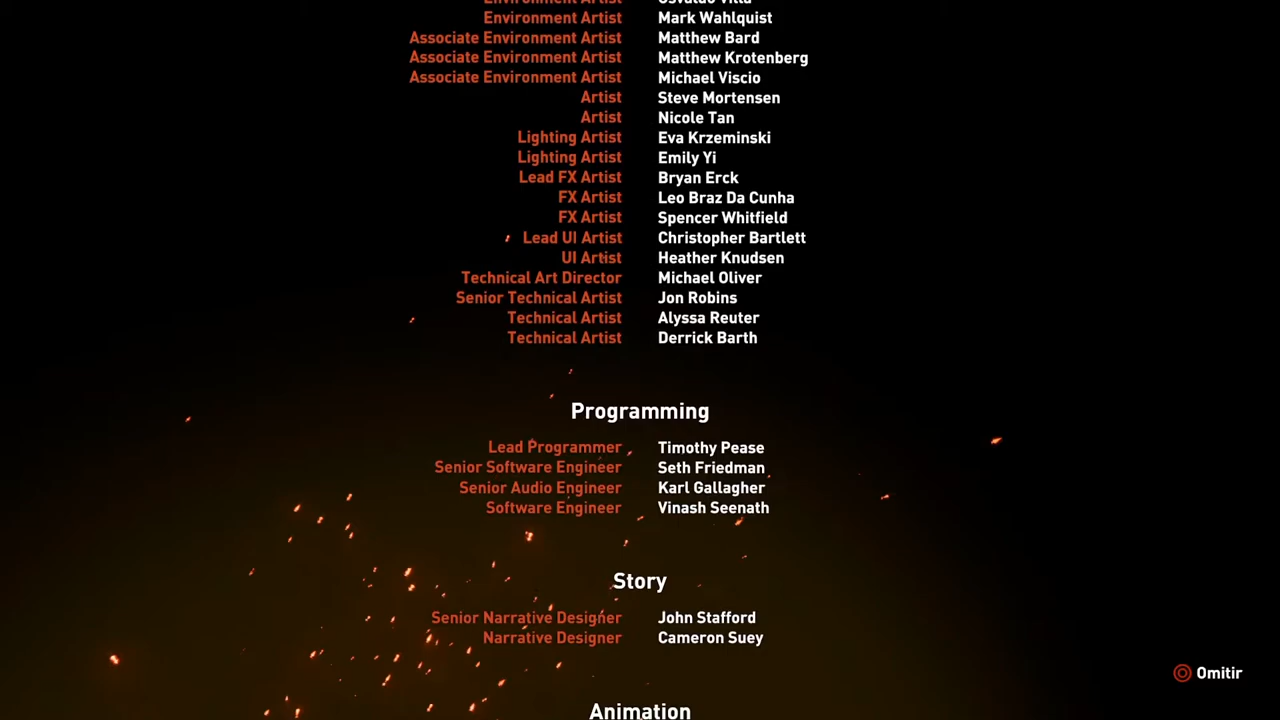 Environment Artist Osvaldo Villa
Environment Artist Mark Wahlquist
Associate Environment Artist Matthew Bard
Associate Environment Artist Matthew Krotenberg
Associate Environment Artist Michael Viscio
Artist Steve Mortensen
Artist Nicole Tan
Lighting Artist Eva Krzeminski
Lighting Artist Emily Yi
Lead FX Artist Bryan Erck
FX Artist Leo Braz Da Cunha
FX Artist Spencer Whitfield
Lead UI Artist Christopher Bartlett
UI Artist Heather Knudsen
Technical Art Director Michael Oliver
Senior Technical Artist Jon Robins
Technical Artist Alyssa Reuter
Technical Artist Derrick Barth
Programming
Lead Programmer Timothy Pease
Senior Software Engineer Seth Friedman
Senior Audio Engineer Karl Gallagher
Software Engineer Vinash Seenath
Story
Senior Narrative Designer John Stafford
Narrative Designer Cameron Suey
Omitir
Animation